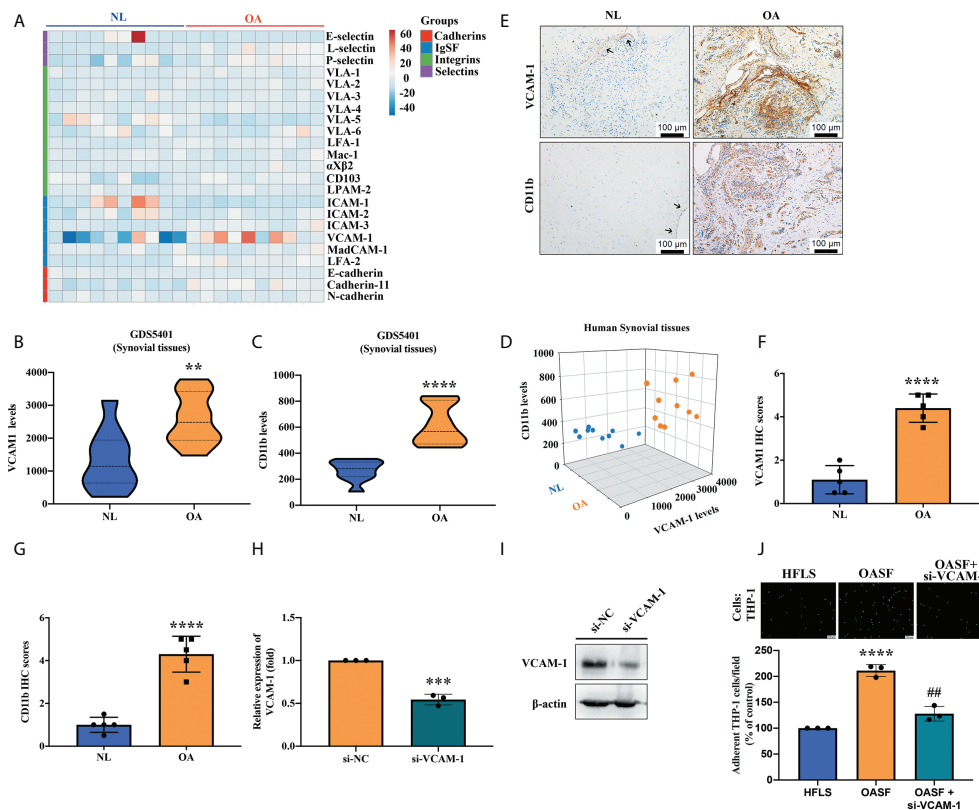 A
NL
OA
E-selectin
L-selectin
P-selectin
VLA-1
VLA-2
VLA-3
VLA-4
VLA-5
VLA-6
LFA-1
Mac-1
αXβ2
CD103
LPAM-2
ICAM-1
ICAM-2
ICAM-3
VCAM-1
MadCAM-1
LFA-2
E-cadherin
Cadherin-11
N-cadherin
60
40
20
0
-20
-40
Groups
Cadherins
IgSF
Integrins
Selectins
E
NL
OA
VCAM-1
100 µm
100 µm
CD11b
100 µm
100 µm
B
GDS5401
(Synovial tissues)
VCAM1 levels
4000
3000
2000
1000
0
**
NL
OA
C
GDS5401
(Synovial tissues)
CD11b levels
1000
800
600
400
200
0
****
NL
OA
D
Human Synovial tissues
CD11b levels
1000
800
600
400
200
0
NL
OA
0
1000
2000
3000
4000
VCAM-1 levels
F
VCAM1 IHC scores
6
4
2
0
****
NL
OA
G
CD11b IHC scores
6
4
2
0
****
NL
OA
H
Relative expression of
VCAM-1 (fold)
1.5
1.0
0.5
0.0
***
si-NC
si-VCAM-1
I
si-NC
si-VCAM-1
VCAM-1
β-actin
J
HFLS
OASF
OASF+
si-VCAM-
Cells:
THP-1
Adherent THP-1 cells/field
(% of control)
250
200
150
100
50
0
****
##
HFLS
OASF
OASF +
si-VCAM-1